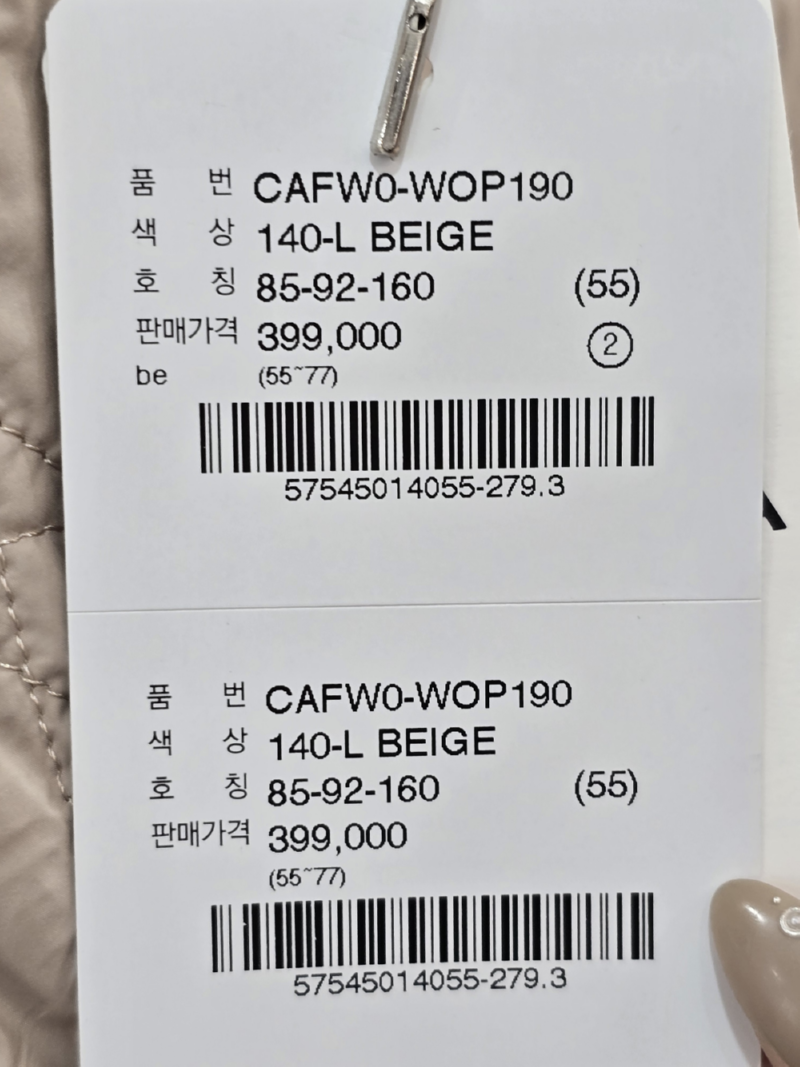 품 번 CAFW0-WOP190
색 상 140-L BEIGE
호 칭 85-92-160 (55)
판매가격 399,000 ②
be (55~77)
57545014055-279.3
품 번 CAFW0-WOP190
색 상 140-L BEIGE
호 칭 85-92-160 (55)
판매가격 399,000
(55~77)
57545014055-279.3